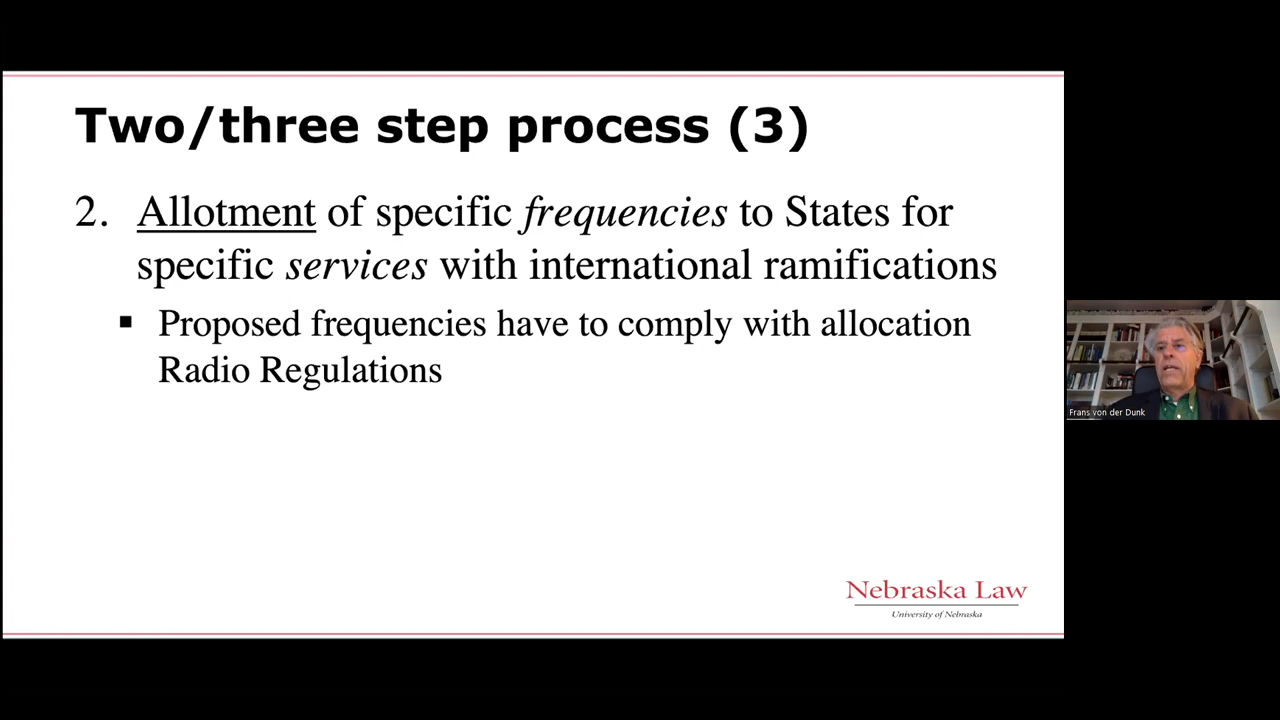 Two/three step process (3)
2. Allotment of specific frequencies to States for
specific services with international ramifications
▪ Proposed frequencies have to comply with allocation
Radio Regulations
Nebraska Law
University of Nebraska
Frans von der Dunk